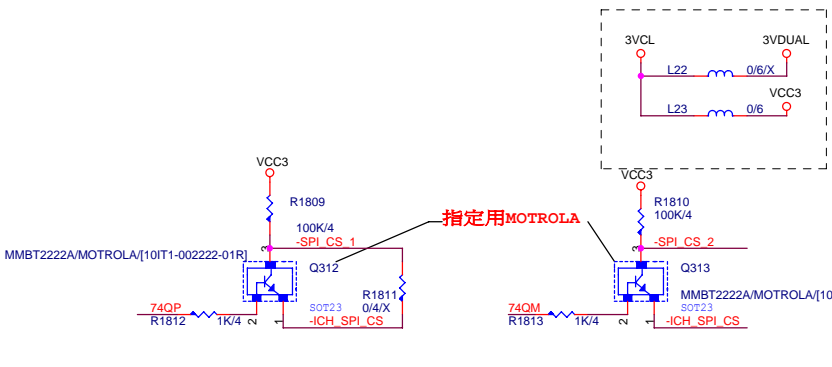 3VCL
3VDUAL
L22
0/6/X
VCC3
L23
0/6
VCC3
R1809
100K/4
-SPI_CS_1
3
MMBT2222A/MOTROLA/[10IT1-002222-01R]
Q312
指定用MOTROLA
R1811
0/4/X
SOT23
-ICH_SPI_CS
74QP
R1812
1K/4
2
1
VCC3
R1810
100K/4
-SPI_CS_2
3
Q313
MMBT2222A/MOTROLA/[10
SOT23
-ICH_SPI_CS
74QM
R1813
1K/4
2
1